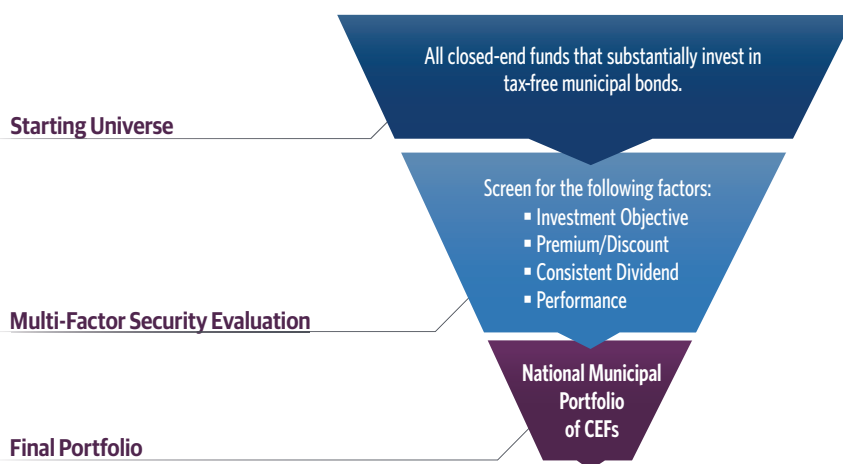 All closed-end funds that substantially invest in
tax-free municipal bonds.
Starting Universe
Screen for the following factors:
▪ Investment Objective
▪ Premium/Discount
▪ Consistent Dividend
▪ Performance
Multi-Factor Security Evaluation
National Municipal
Portfolio
of CEFs
Final Portfolio